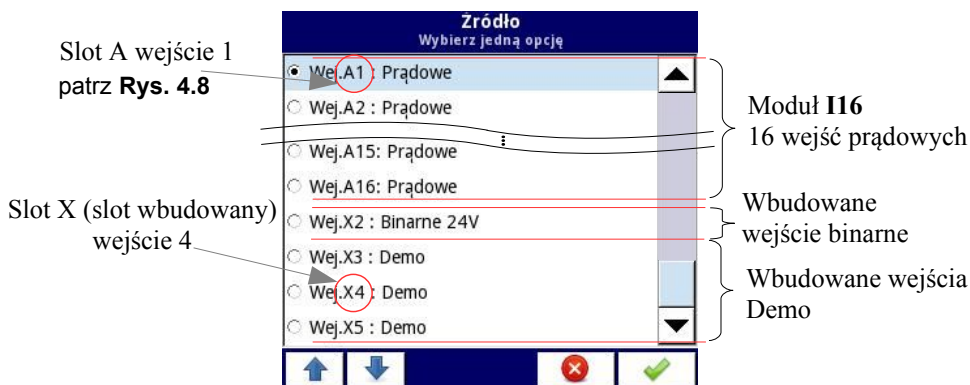 Źródło
Wybierz jedną opcję
Slot A wejście 1
patrz Rys. 4.8
Wej.A1 : Prądowe
Wej.A2 : Prądowe
Wej.A15: Prądowe
Wej.A16: Prądowe
Wej.X2 : Binarne 24V
Wej.X3 : Demo
Wej.X4 : Demo
Wej.X5 : Demo
Slot X (slot wbudowany)
wejście 4
Moduł I16
16 wejść prądowych
Wbudowane
wejście binarne
Wbudowane wejścia
Demo